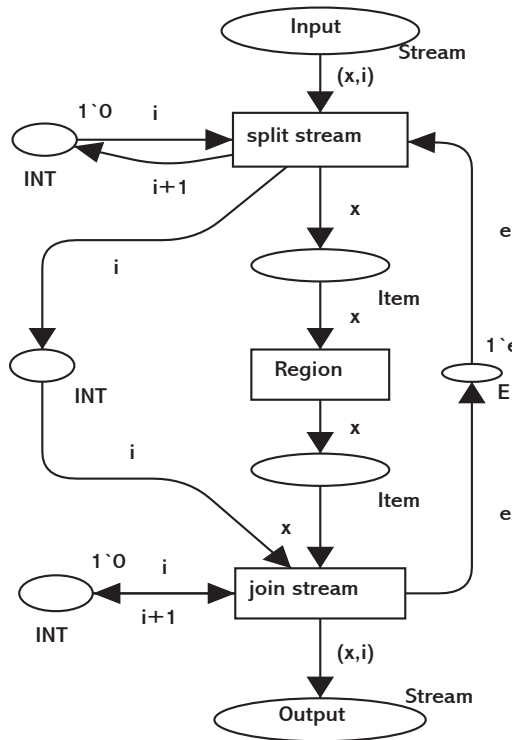 Input
Stream
(x,i)
1`0
i
split stream
INT
i+1
x
e
i
Item
x
1`e
Region
INT
E
x
i
Item
e
x
1`0
i
join stream
i+1
INT
(x,i)
Stream
Output